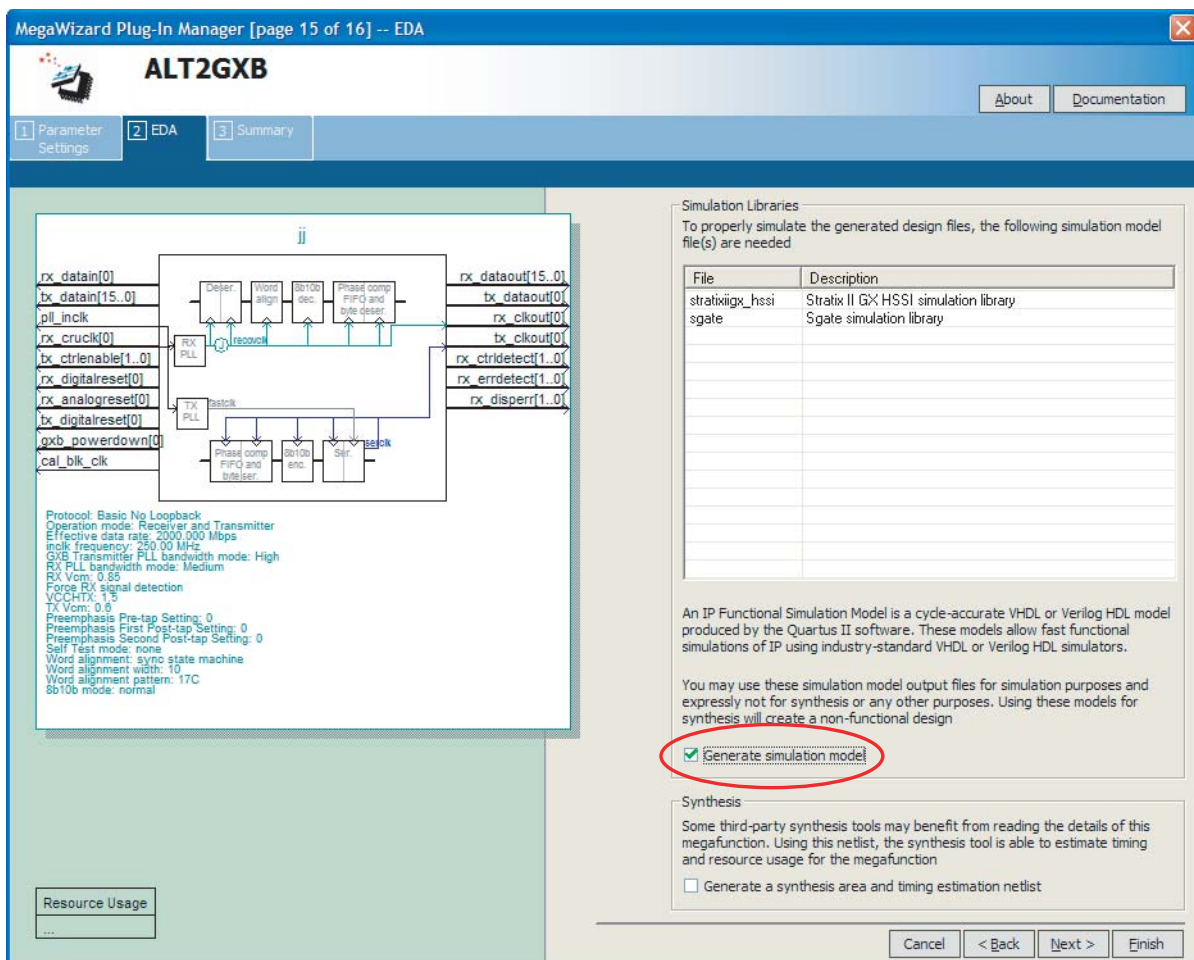 MegaWizard Plug-In Manager [page 15 of 16] -- EDA
ALT2GXB
About
Documentation
1 Parameter
Settings
2 EDA
3 Summary
jj
rx_datain[0]
tx_datain[15..0]
pll_inclk
rx_cruclk[0]
tx_ctrlenable[1..0]
rx_digitalreset[0]
rx_analogreset[0]
tx_digitalreset[0]
gxb_powerdown[0]
cal_blk_clk
Deser.
Word
align
8b10b
dec.
Phase comp
FIFO and
byte deser.
RX
PLL
recovclk
TX
PLL
fastclk
Phase comp
FIFO and
byte ser.
8b10b
enc.
Ser.
serclk
rx_dataout[15..0]
tx_dataout[0]
rx_clkout[0]
tx_clkout[0]
rx_ctrldetect[1..0]
rx_errdetect[1..0]
rx_disperr[1..0]
Protocol: Basic No Loopback
Operation mode: Receiver and Transmitter
Effective data rate: 2000.000 Mbps
inclk frequency: 250.00 MHz
GXB Transmitter PLL bandwidth mode: High
RX PLL bandwidth mode: Medium
RX Vcm: 0.85
Force RX signal detection
VCCHTX: 1.5
TX Vcm: 0.6
Preemphasis Pre-tap Setting: 0
Preemphasis First Post-tap Setting: 0
Preemphasis Second Post-tap Setting: 0
Self Test mode: none
Word alignment: sync state machine
Word alignment width: 10
Word alignment pattern: 17C
8b10b mode: normal
Resource Usage
...
Simulation Libraries
To properly simulate the generated design files, the following simulation model
file(s) are needed
File Description
stratixiigx_hssi Stratix II GX HSSI simulation library
sgate Sgate simulation library
An IP Functional Simulation Model is a cycle-accurate VHDL or Verilog HDL model
produced by the Quartus II software. These models allow fast functional
simulations of IP using industry-standard VHDL or Verilog HDL simulators.
You may use these simulation model output files for simulation purposes and
expressly not for synthesis or any other purposes. Using these models for
synthesis will create a non-functional design
Generate simulation model
Synthesis
Some third-party synthesis tools may benefit from reading the details of this
megafunction. Using this netlist, the synthesis tool is able to estimate timing
and resource usage for the megafunction
Generate a synthesis area and timing estimation netlist
Cancel
< Back
Next >
Finish